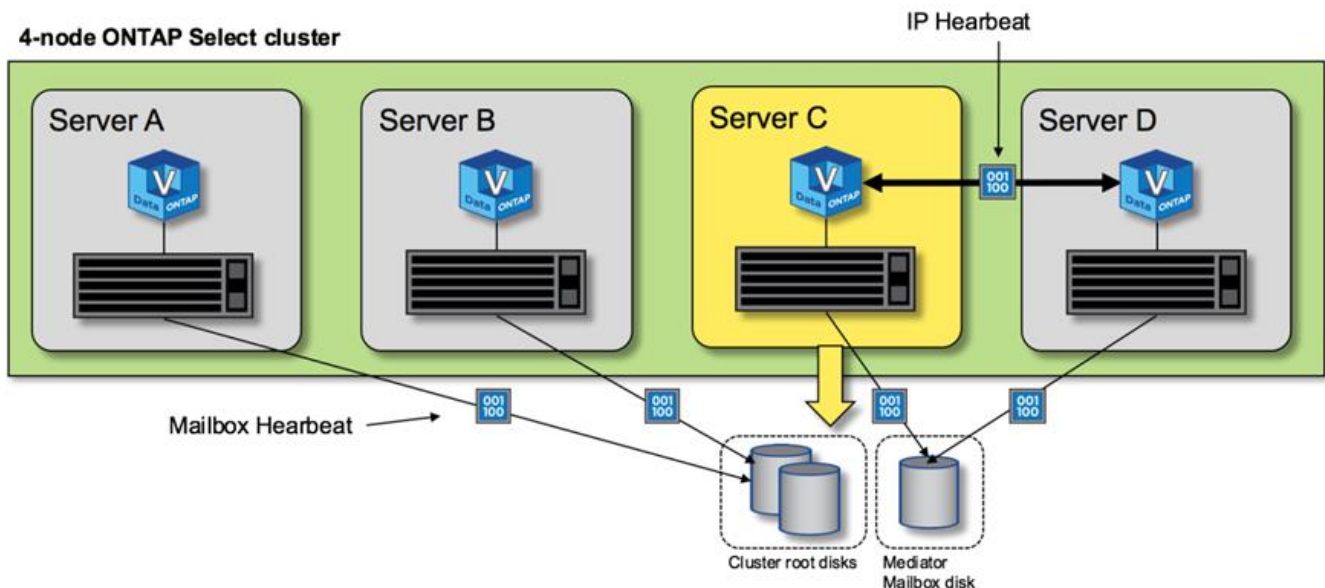 IP Hearbeat
4-node ONTAP Select cluster
Server A
Server B
Server C
Server D
V
Data ONTAP
V
Data ONTAP
V
Data ONTAP
V
Data ONTAP
001
100
001
100
001
100
001
100
001
100
Mailbox Hearbeat
Cluster root disks
Mediator
Mailbox disk